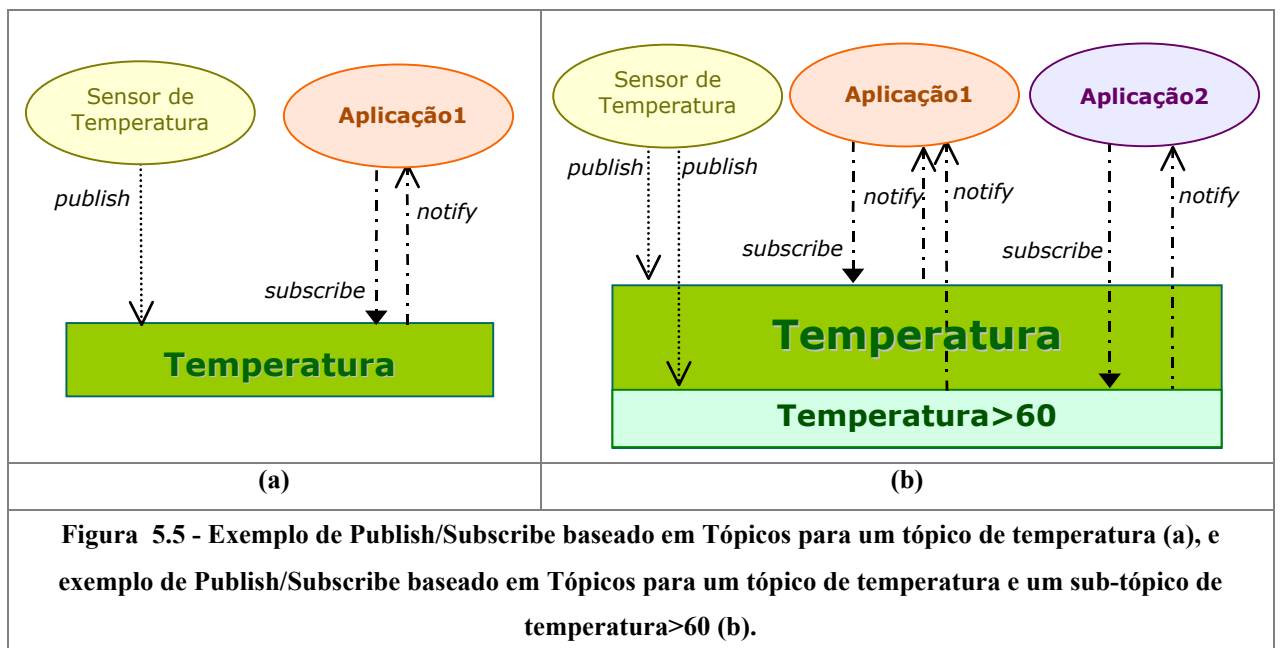 Sensor de
Temperatura
Aplicação1
publish
notify
subscribe
Temperatura
Sensor de
Temperatura
Aplicação1
Aplicação2
publish
publish
notify
notify
notify
subscribe
subscribe
Temperatura
Temperatura>60
(a)
(b)
Figura 5.5 - Exemplo de Publish/Subscribe baseado em Tópicos para um tópico de temperatura (a), e
exemplo de Publish/Subscribe baseado em Tópicos para um tópico de temperatura e um sub-tópico de
temperatura>60 (b).